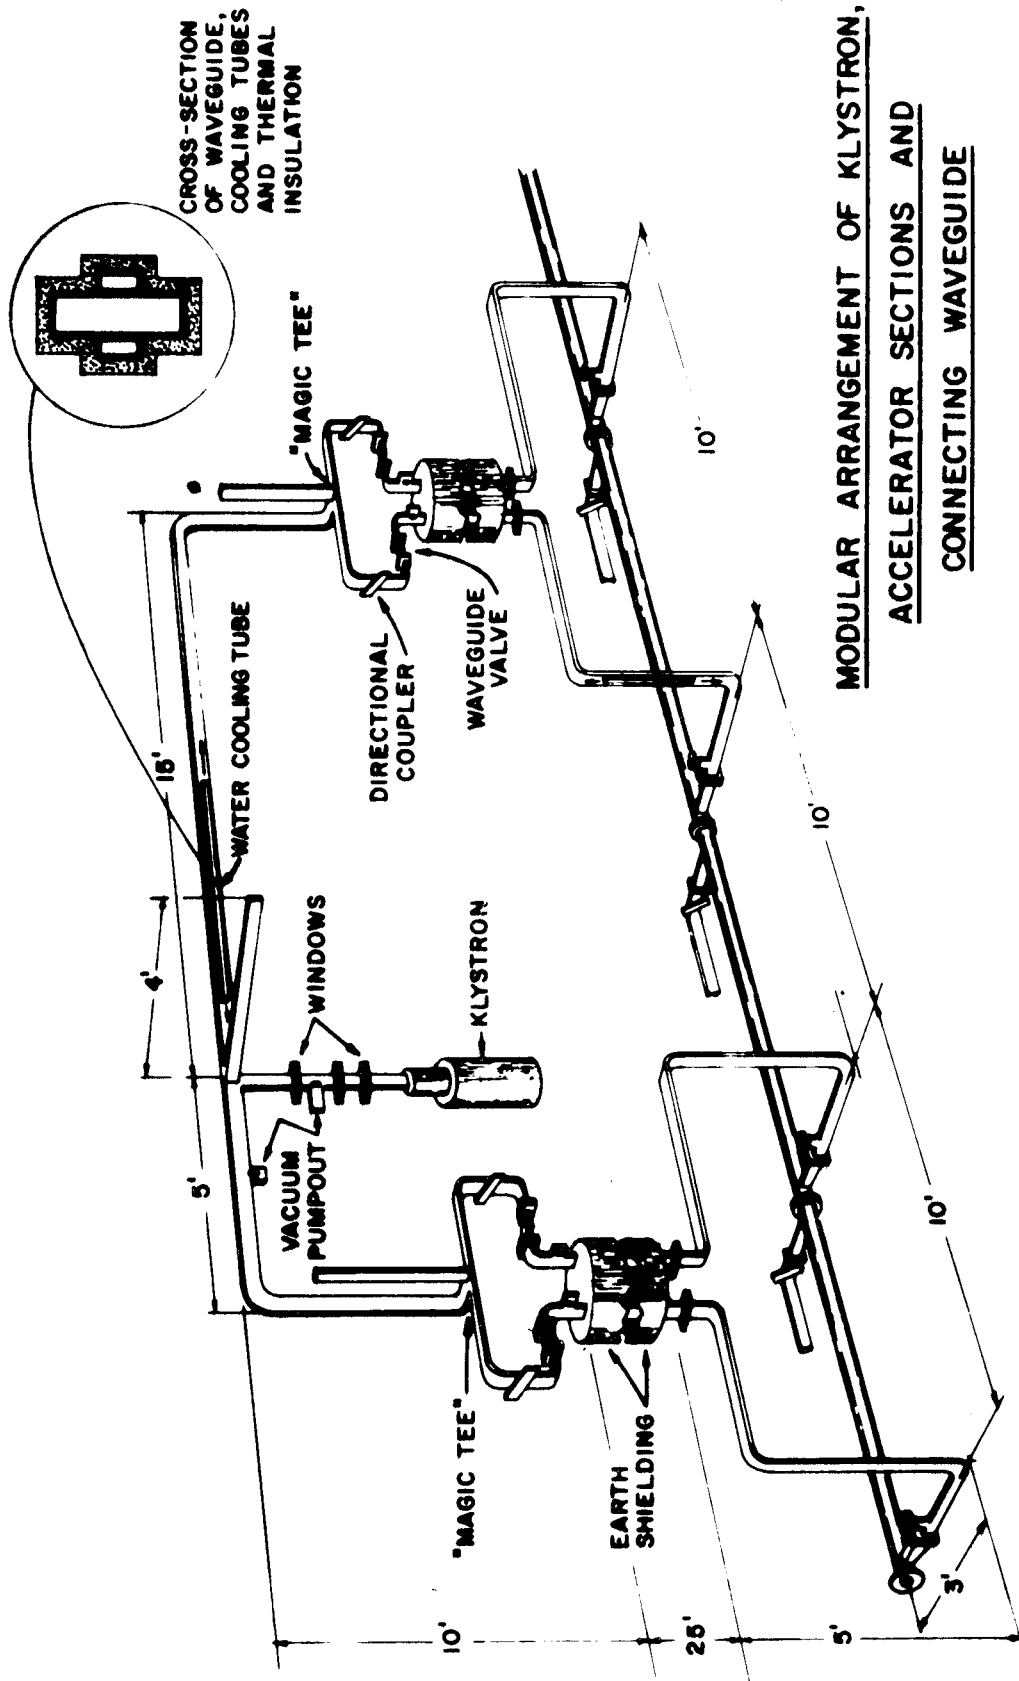 CROSS-SECTION
OF WAVEGUIDE,
COOLING TUBES
AND THERMAL
INSULATION
15'
WATER COOLING TUBE
4'
5'
"MAGIC TEE"
WINDOWS
VACUUM
PUMPOUT
KLYSTRON
DIRECTIONAL
COUPLER
WAVEGUIDE
VALVE
"MAGIC TEE"
EARTH
SHIELDING
10'
25'
5'
3'
10'
10'
10'
MODULAR ARRANGEMENT OF KLYSTRON,
ACCELERATOR SECTIONS AND
CONNECTING WAVEGUIDE